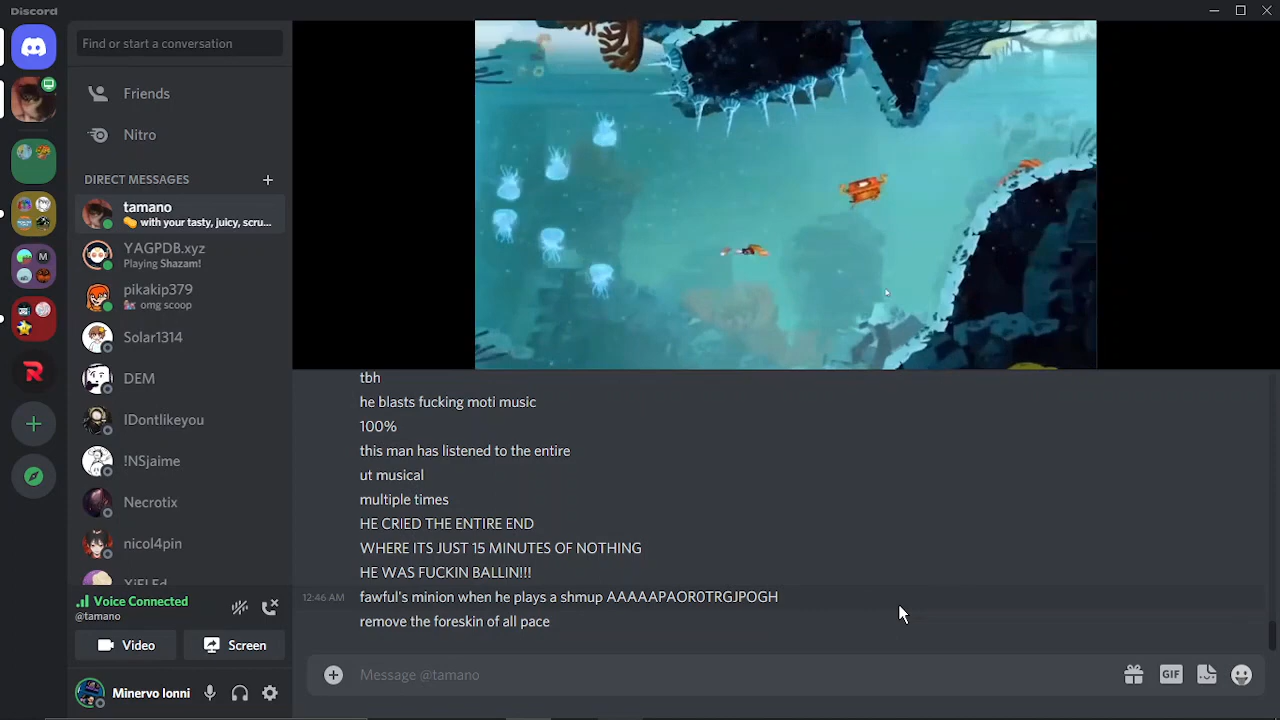 Discord
Find or start a conversation
Friends
Nitro
DIRECT MESSAGES
tamano
with your tasty, juicy, scru...
YAGPDB.xyz
Playing Shazam!
pikakip379
omg scoop
Solar1314
DEM
IDontlikeyou
!NSjaime
Necrotix
nicol4pin
Voice Connected
@tamano
Video
Screen
Minervo Ionni
tbh
he blasts fucking moti music
100%
this man has listened to the entire
ut musical
multiple times
HE CRIED THE ENTIRE END
WHERE ITS JUST 15 MINUTES OF NOTHING
HE WAS FUCKIN BALLIN!!!
12:46 AM fawful's minion when he plays a shmup AAAAAPAOR0TRGJPOGH
remove the foreskin of all pace
Message @tamano
GIF